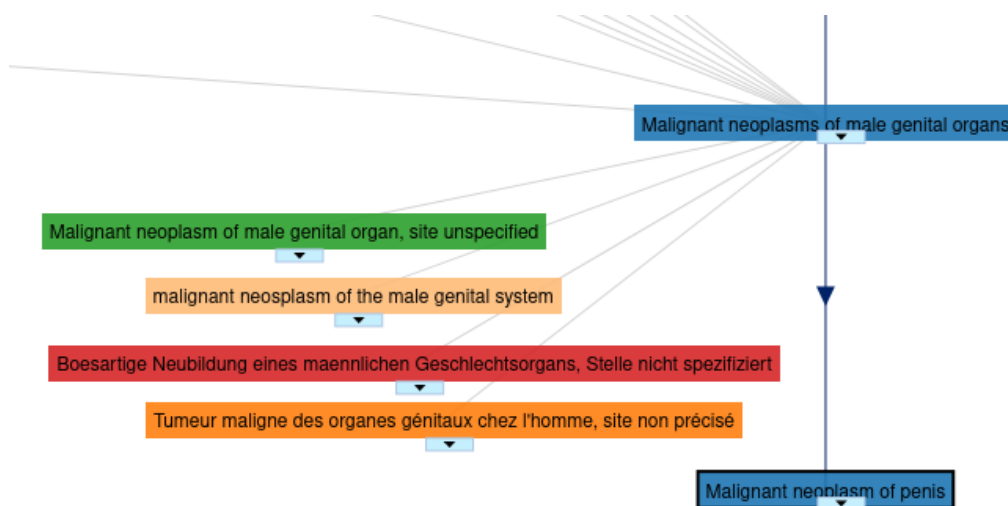 Malignant neoplasms of male genital organs
Malignant neoplasm of male genital organ, site unspecified
malignant neosplasm of the male genital system
Boesartige Neubildung eines maennlichen Geschlechtsorgans, Stelle nicht spezifiziert
Tumeur maligne des organes génitaux chez l'homme, site non précisé
Malignant neoplasm of penis